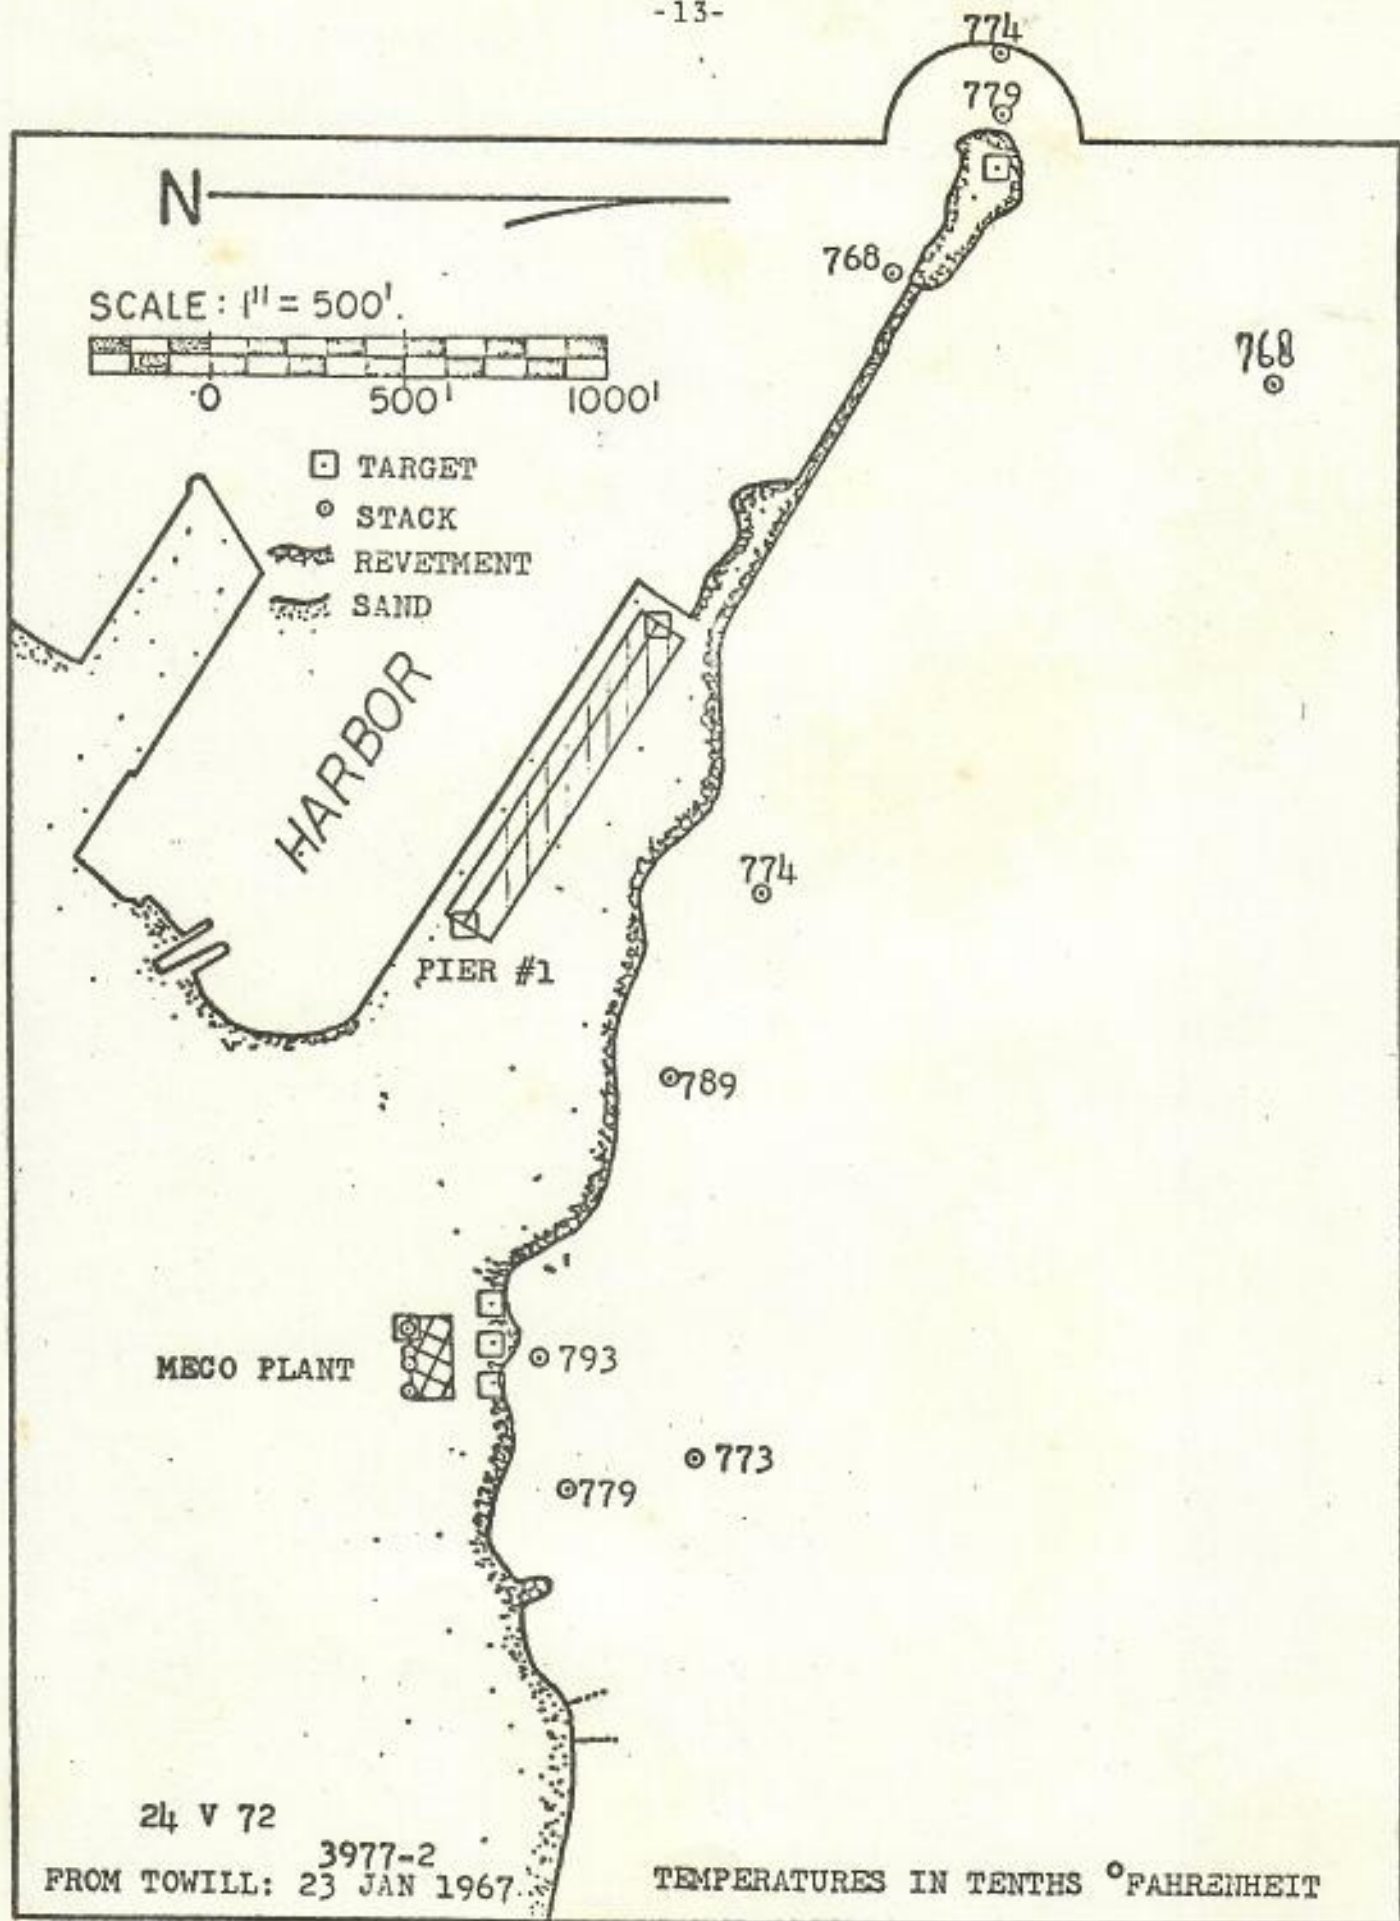 -13-
774
779
N
768
SCALE: 1" = 500'.
768
0 500' 1000'
TARGET
STACK
REVETMENT
SAND
HARBOR
774
PIER #1
789
MECO PLANT
793
773
779
24 V 72
3977-2
FROM TOWILL: 23 JAN 1967.
TEMPERATURES IN TENTHS °FAHRENHEIT